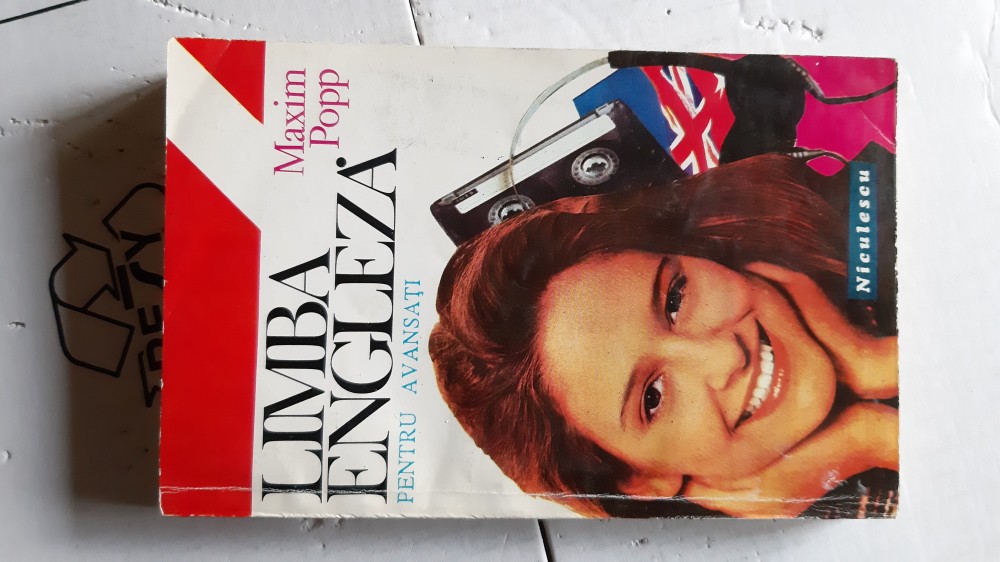 Maxim
Popp
LIMBA
ENGLEZĂ
PENTRU AVANSAȚI
Niculescu